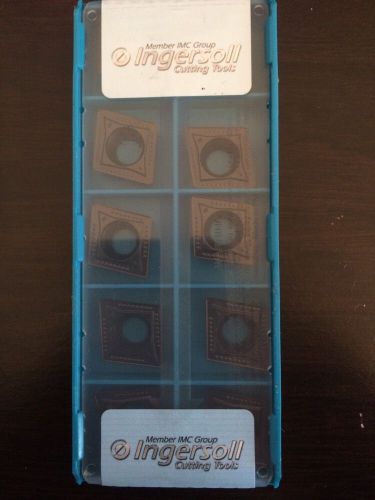 Member IMC Group
Ingersoll
Cutting Tools
Member IMC Group
Ingersoll
Cutting Tools